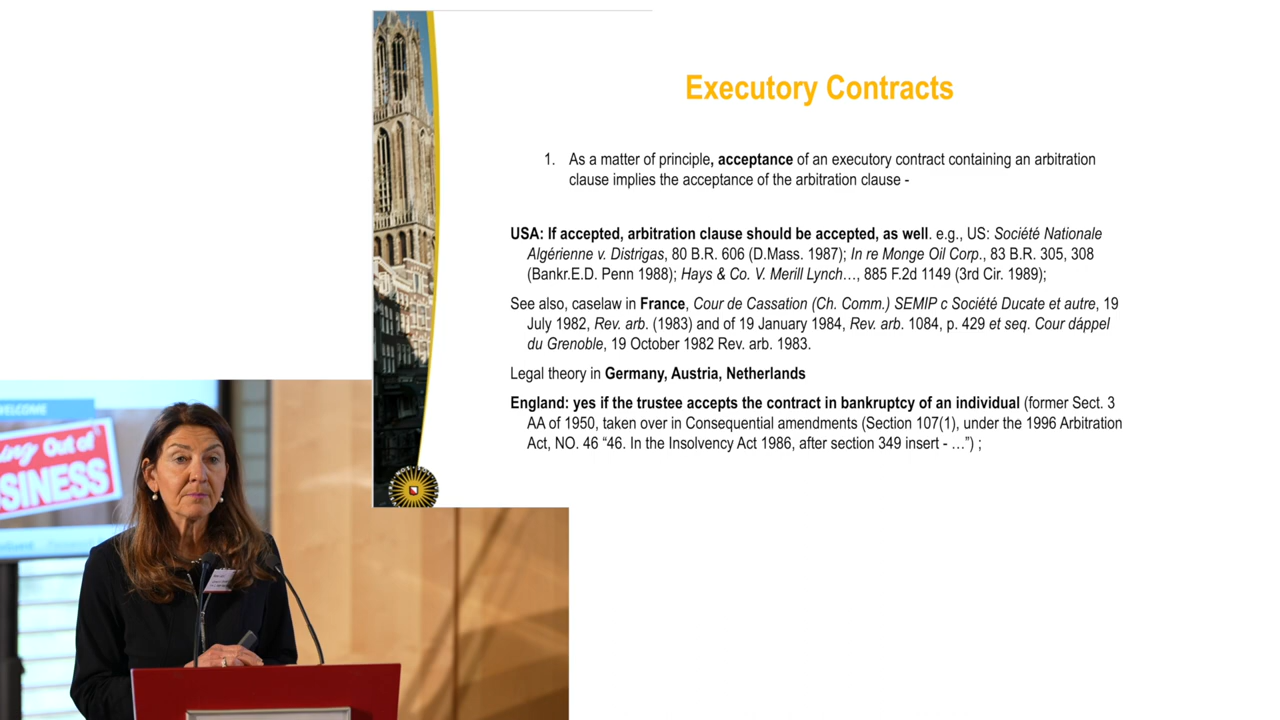 Executory Contracts
1. As a matter of principle, acceptance of an executory contract containing an arbitration
clause implies the acceptance of the arbitration clause -
USA: If accepted, arbitration clause should be accepted, as well. e.g., US: Société Nationale
Algérienne v. Distrigas, 80 B.R. 606 (D.Mass. 1987); In re Monge Oil Corp., 83 B.R. 305, 308
(Bankr.E.D. Penn 1988); Hays & Co. V. Merill Lynch…, 885 F.2d 1149 (3rd Cir. 1989);
See also, caselaw in France, Cour de Cassation (Ch. Comm.) SEMIP c Société Ducate et autre, 19
July 1982, Rev. arb. (1983) and of 19 January 1984, Rev. arb. 1084, p. 429 et seq. Cour dáppel
du Grenoble, 19 October 1982 Rev. arb. 1983.
Legal theory in Germany, Austria, Netherlands
England: yes if the trustee accepts the contract in bankruptcy of an individual (former Sect. 3
AA of 1950, taken over in Consequential amendments (Section 107(1), under the 1996 Arbitration
Act, NO. 46 “46. In the Insolvency Act 1986, after section 349 insert - …”) ;
WELCOME
ing Out of
SINESS